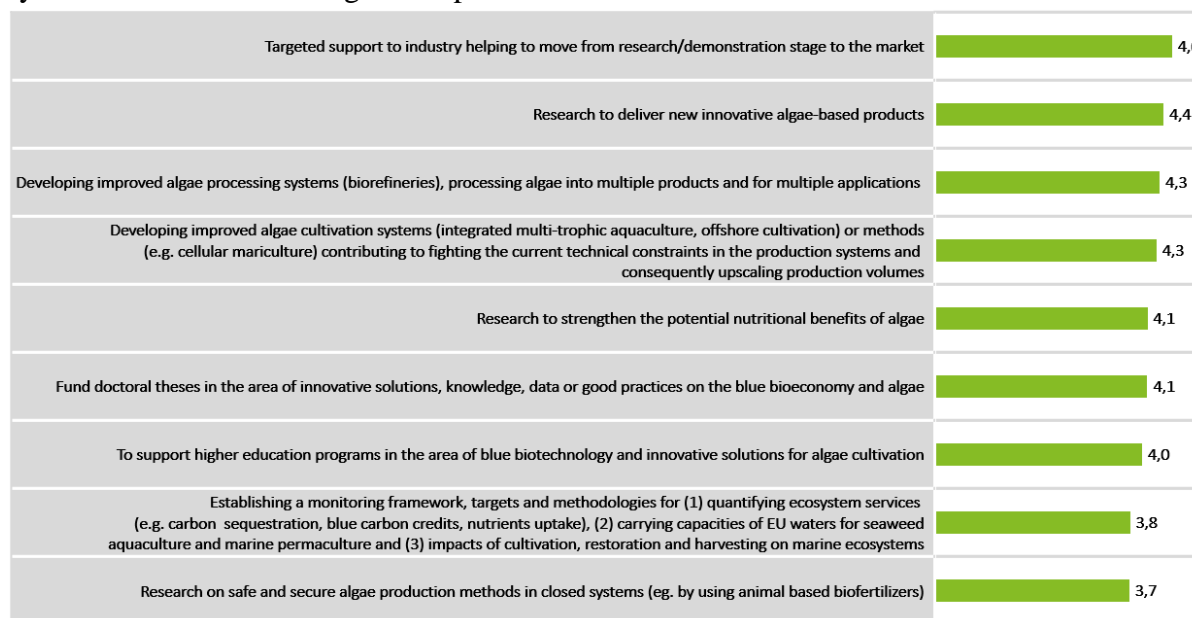 Targeted support to industry helping to move from research/demonstration stage to the market
Research to deliver new innovative algae-based products
4,4
Developing improved algae processing systems (biorefineries), processing algae into multiple products and for multiple applications
4,3
Developing improved algae cultivation systems (integrated multi-trophic aquaculture, offshore cultivation) or methods
(e.g. cellular mariculture) contributing to fighting the current technical constraints in the production systems and
consequently upscaling production volumes
4,3
Research to strengthen the potential nutritional benefits of algae
4,1
Fund doctoral theses in the area of innovative solutions, knowledge, data or good practices on the blue bioeconomy and algae
4,1
To support higher education programs in the area of blue biotechnology and innovative solutions for algae cultivation
4,0
Establishing a monitoring framework, targets and methodologies for (1) quantifying ecosystem services
(e.g. carbon sequestration, blue carbon credits, nutrients uptake), (2) carrying capacities of EU waters for seaweed
aquaculture and marine permaculture and (3) impacts of cultivation, restoration and harvesting on marine ecosystems
3,8
Research on safe and secure algae production methods in closed systems (eg. by using animal based biofertilizers)
3,7